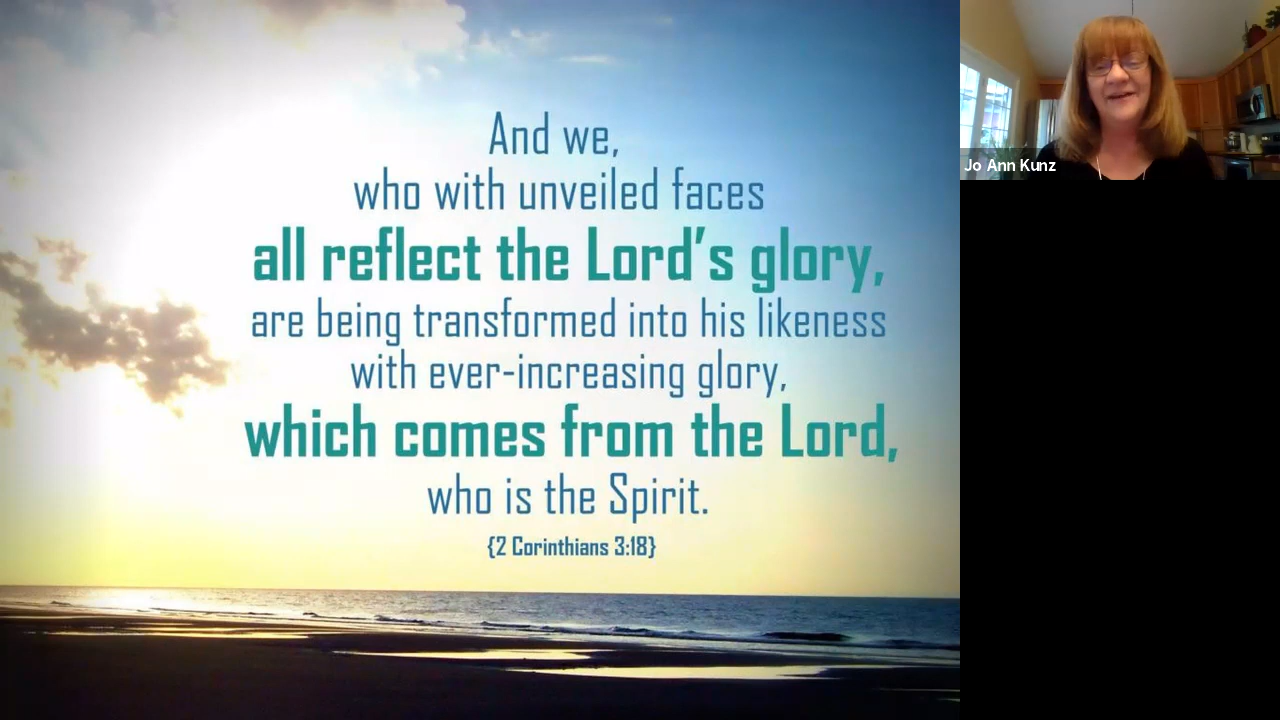 And we,
who with unveiled faces
all reflect the Lord’s glory,
are being transformed into his likeness
with ever-increasing glory,
which comes from the Lord,
who is the Spirit.
{2 Corinthians 3:18}
Jo Ann Kunz